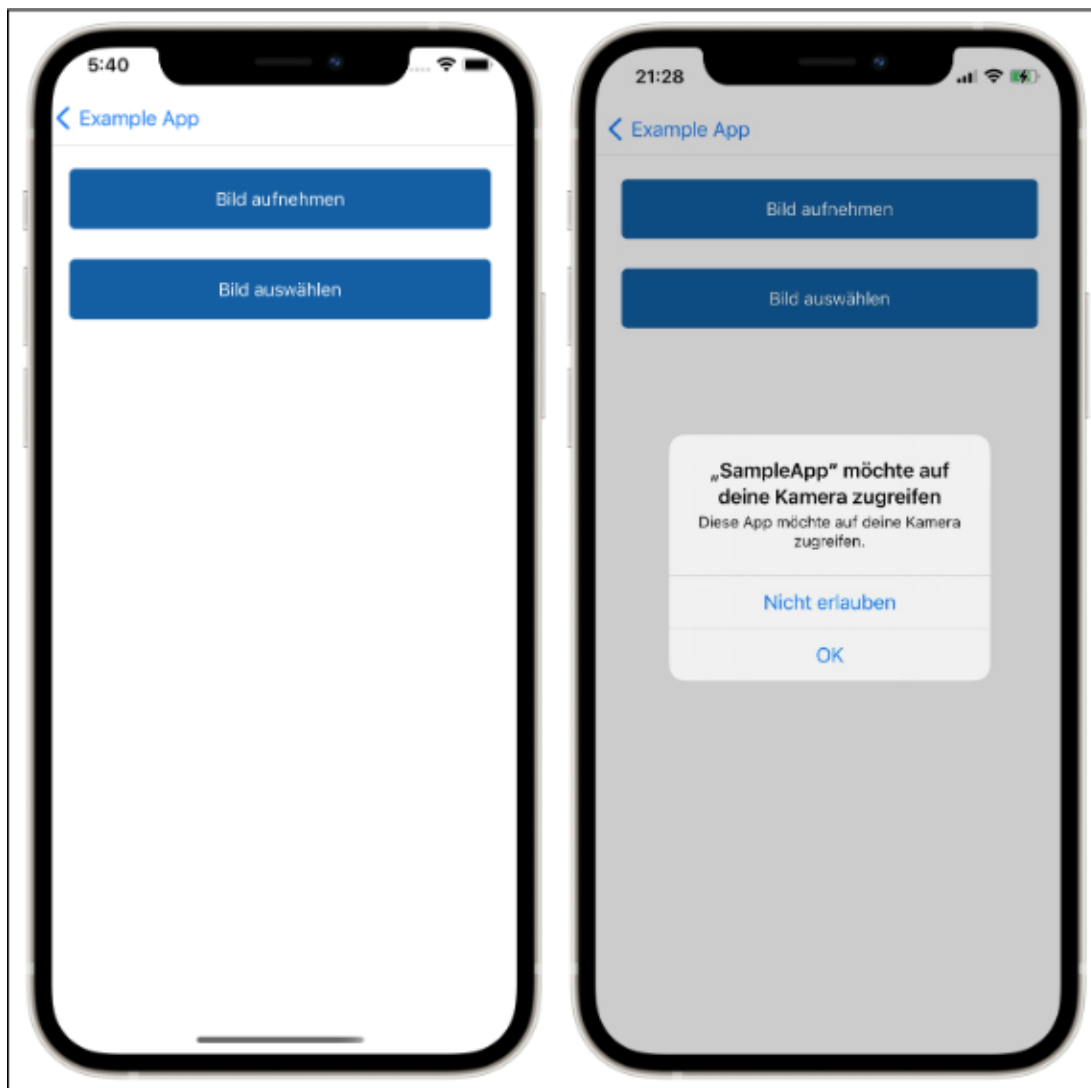 5:40
Example App
Bild aufnehmen
Bild auswählen
21:28
Example App
Bild aufnehmen
Bild auswählen
„SampleApp“ möchte auf
deine Kamera zugreifen
Diese App möchte auf deine Kamera
zugreifen.
Nicht erlauben
OK